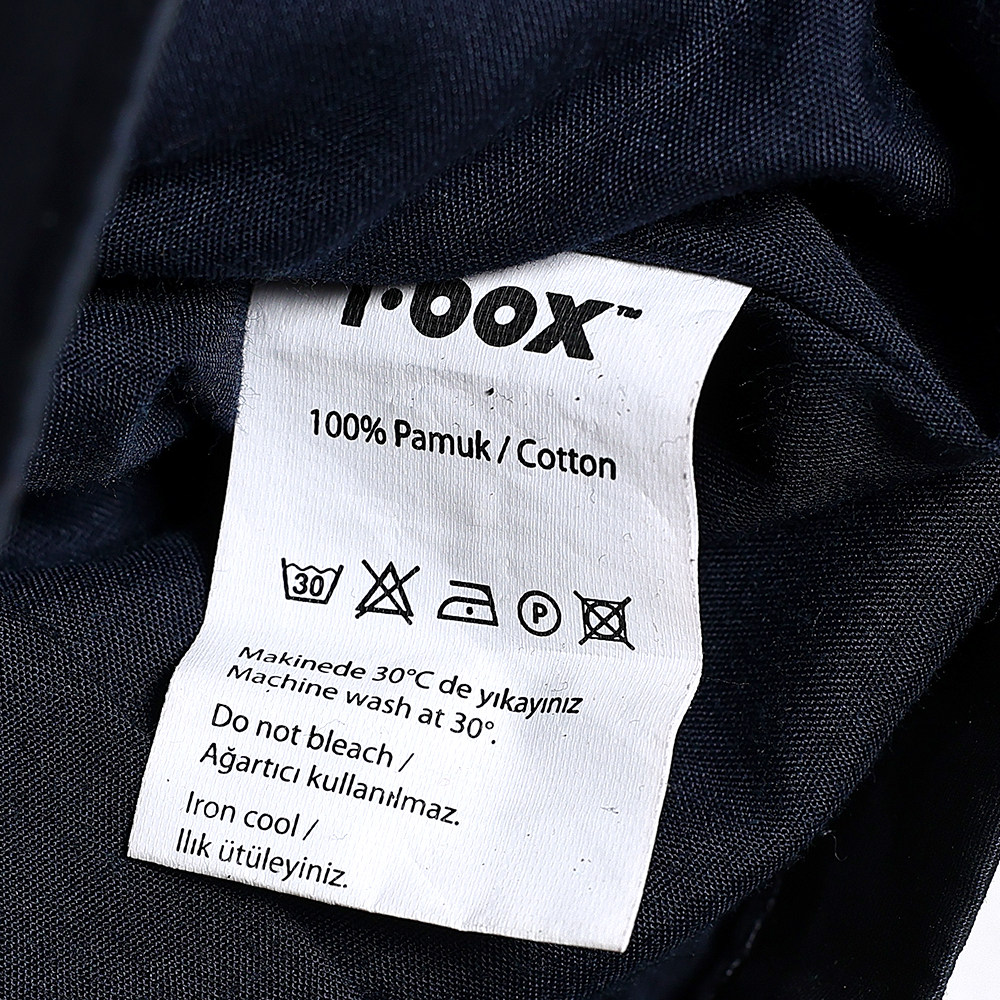 100% Pamuk / Cotton
30
P
Makinede 30°C de yıkayınız
Machine wash at 30°.
Do not bleach /
Ağartıcı kullanılmaz.
Iron cool /
Ilık ütüleyiniz.